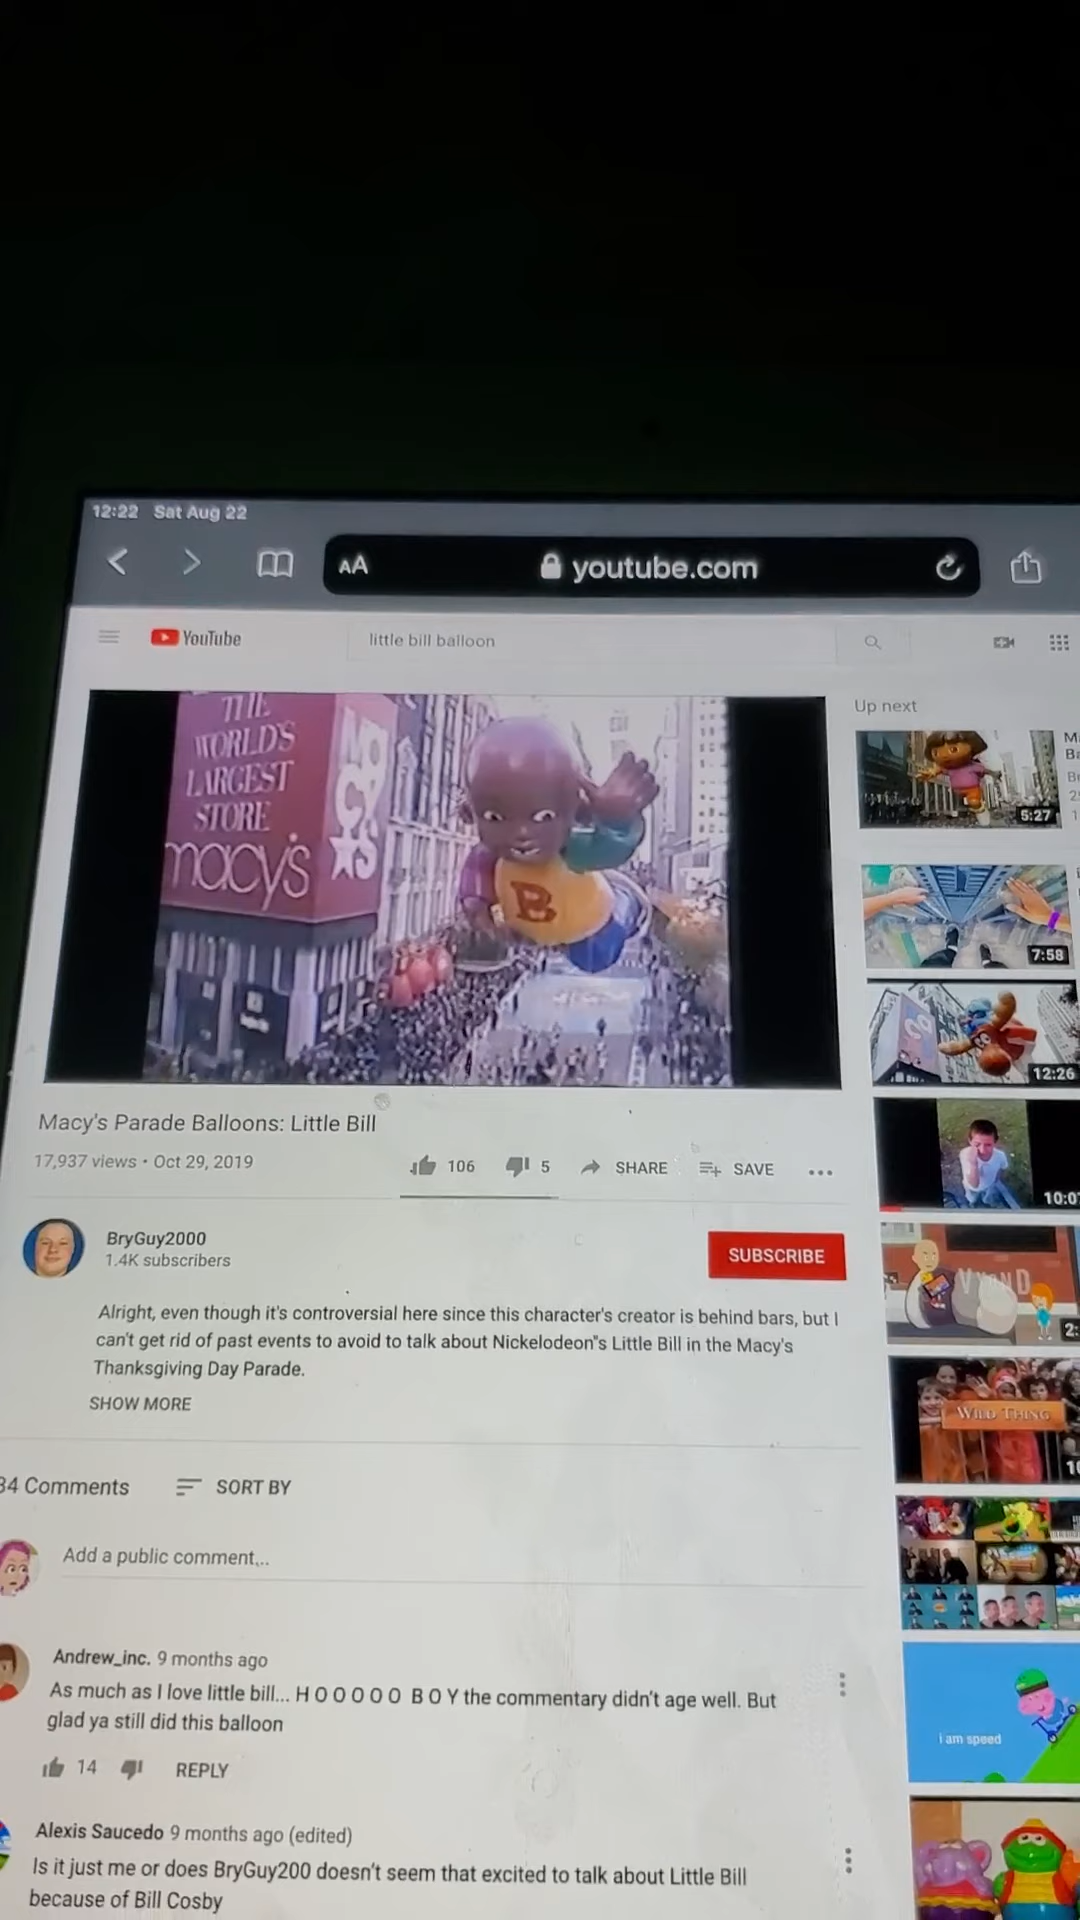 12:22 Sat Aug 22
AA youtube.com
YouTube little bill balloon
Up next
THE
WORLD'S
LARGEST
STORE
macy's
B
5:27
7:58
12:26
Macy's Parade Balloons: Little Bill
17,937 views • Oct 29, 2019
106 5 SHARE SAVE
BryGuy2000
1.4K subscribers
SUBSCRIBE
Alright, even though it's controversial here since this character's creator is behind bars, but I
can't get rid of past events to avoid to talk about Nickelodeon"s Little Bill in the Macy's
Thanksgiving Day Parade.
SHOW MORE
34 Comments SORT BY
Add a public comment...
WILD THING
Andrew_inc. 9 months ago
As much as I love little bill... H O O O O O B O Y the commentary didn't age well. But
glad ya still did this balloon
14 REPLY
i am speed
Alexis Saucedo 9 months ago (edited)
Is it just me or does BryGuy200 doesn't seem that excited to talk about Little Bill
because of Bill Cosby